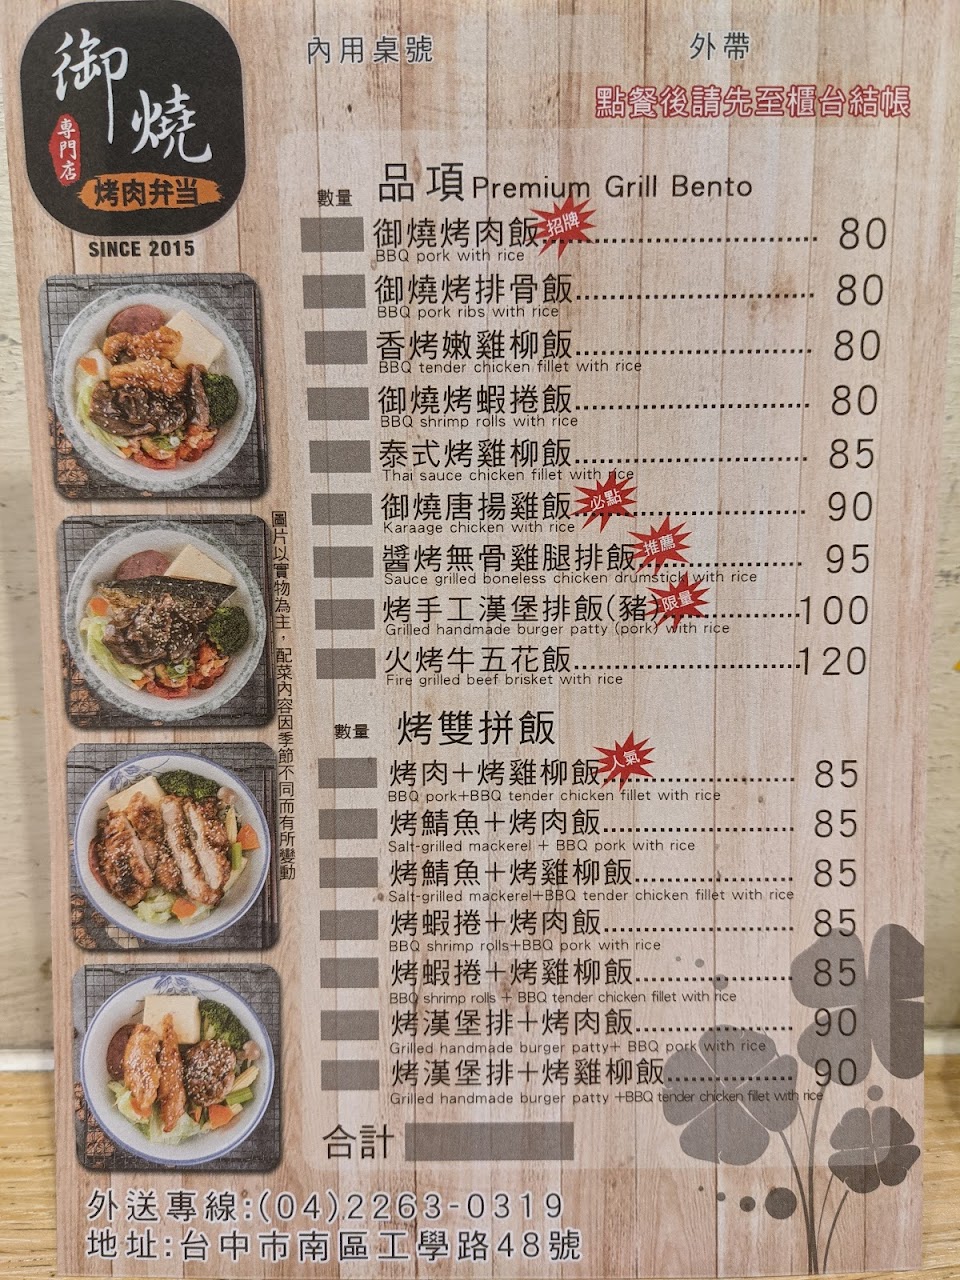 御燒
専門店
烤肉弁当
SINCE 2015
內用桌號
外帶
點餐後請先至櫃台結帳
數量 品項 Premium Grill Bento
御燒烤肉飯 招牌 80
BBQ pork with rice
御燒烤排骨飯 80
BBQ pork ribs with rice
香烤嫩雞柳飯 80
BBQ tender chicken fillet with rice
御燒烤蝦捲飯 80
BBQ shrimp rolls with rice
泰式烤雞柳飯 85
Thai sauce chicken fillet with rice
御燒唐揚雞飯 必點 90
Karaage chicken with rice
醬烤無骨雞腿排飯 推薦 95
Sauce grilled boneless chicken drumstick with rice
烤手工漢堡排飯(豬) 限量 100
Grilled handmade burger patty (pork) with rice
火烤牛五花飯 120
Fire grilled beef brisket with rice
數量 烤雙拼飯
烤肉+烤雞柳飯 人氣 85
BBQ pork+BBQ tender chicken fillet with rice
烤鯖魚+烤肉飯 85
Salt-grilled mackerel + BBQ pork with rice
烤鯖魚+烤雞柳飯 85
Salt-grilled mackerel+BBQ tender chicken fillet with rice
烤蝦捲+烤肉飯 85
BBQ shrimp rolls+BBQ pork with rice
烤蝦捲+烤雞柳飯 85
BBQ shrimp rolls + BBQ tender chicken fillet with rice
烤漢堡排+烤肉飯 90
Grilled handmade burger patty+ BBQ pork with rice
烤漢堡排+烤雞柳飯 90
Grilled handmade burger patty +BBQ tender chicken fillet with rice
合計
圖片以實物為主，配菜內容因季節不同而有所變動
外送專線:(04)2263-0319
地址:台中市南區工學路48號